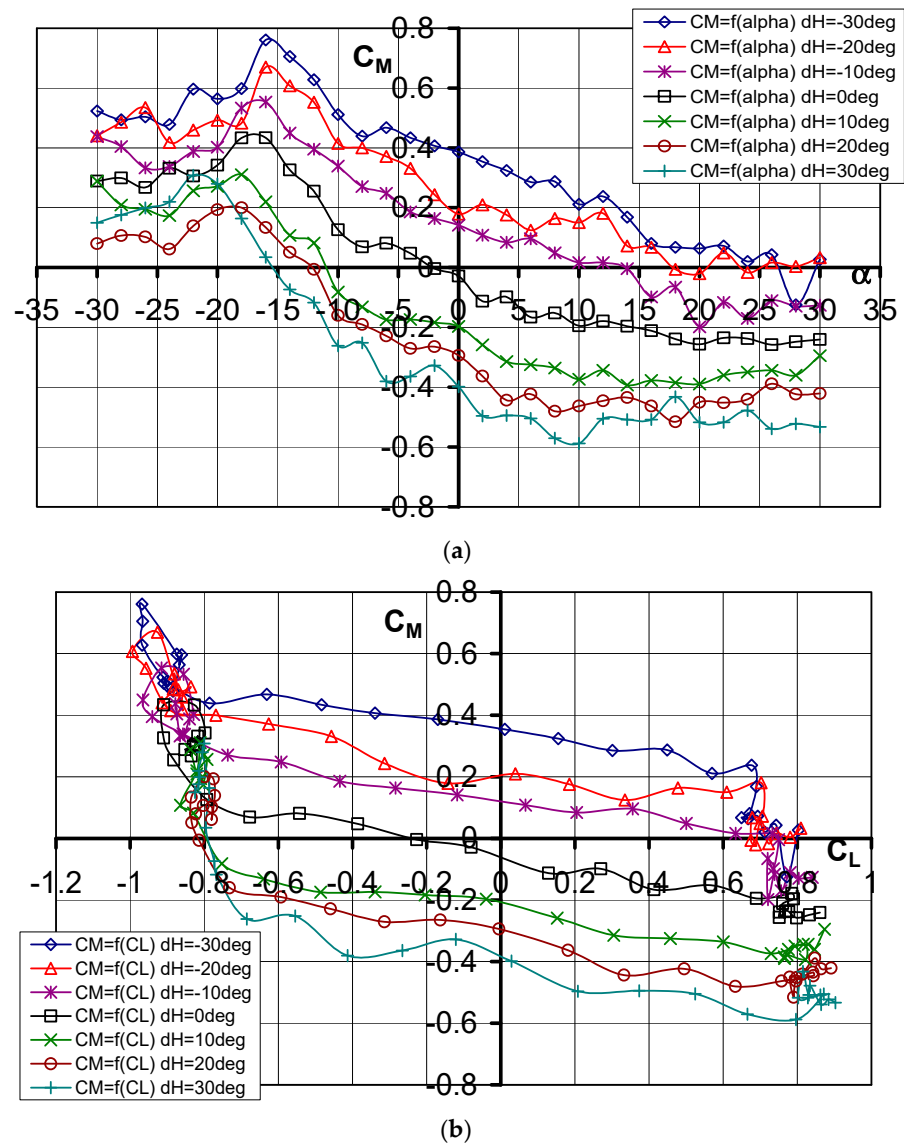 0.8
C_M
CM=f(alpha) dH=-30deg
CM=f(alpha) dH=-20deg
CM=f(alpha) dH=-10deg
CM=f(alpha) dH=0deg
CM=f(alpha) dH=10deg
CM=f(alpha) dH=20deg
CM=f(alpha) dH=30deg
0.6
0.4
0.2
0
α
-35 -30 -25 -20 -15 -10 -5 0 5 10 15 20 25 30 35
-0.2
-0.4
-0.6
-0.8
(a)
0.8
C_M
0.6
0.4
0.2
0
C_L
-1.2 -1 -0.8 -0.6 -0.4 -0.2 0 0.2 0.4 0.6 0.8 1
-0.2
-0.4
-0.6
-0.8
CM=f(CL) dH=-30deg
CM=f(CL) dH=-20deg
CM=f(CL) dH=-10deg
CM=f(CL) dH=0deg
CM=f(CL) dH=10deg
CM=f(CL) dH=20deg
CM=f(CL) dH=30deg
(b)